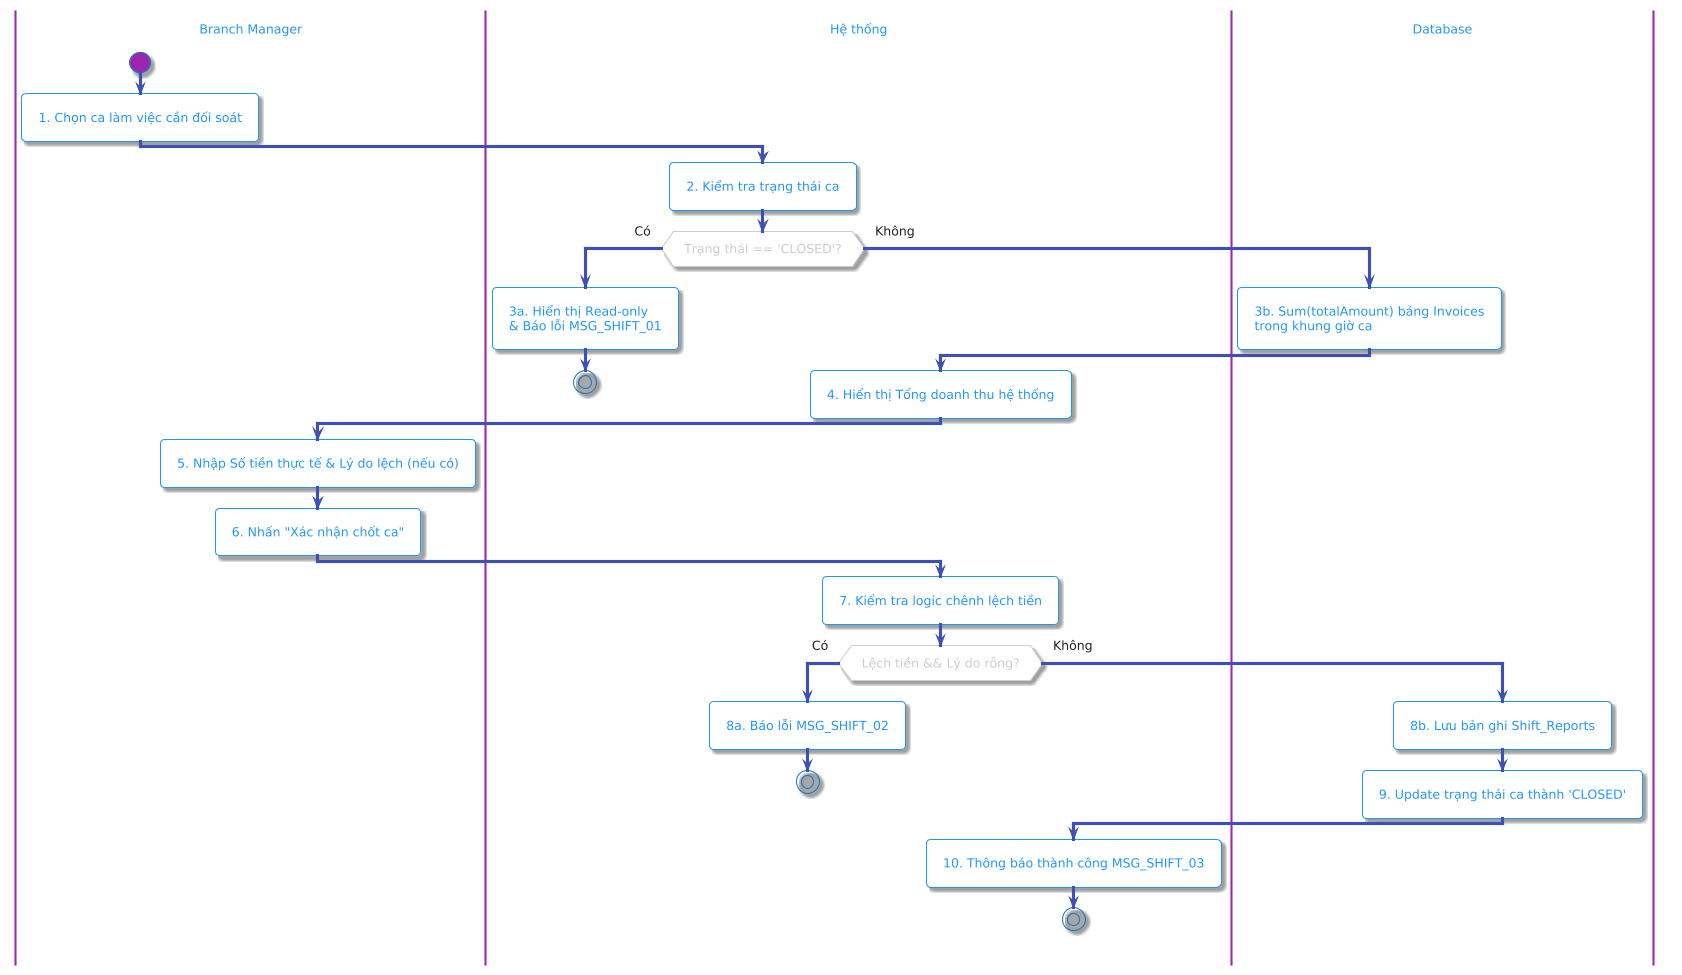 Branch Manager
Hệ thống
Database
1. Chọn ca làm việc cần đối soát
2. Kiểm tra trạng thái ca
Có
Trạng thái == 'CLOSED'?
Không
3a. Hiển thị Read-only
& Báo lỗi MSG_SHIFT_01
3b. Sum(totalAmount) bảng Invoices
trong khung giờ ca
4. Hiển thị Tổng doanh thu hệ thống
5. Nhập Số tiền thực tế & Lý do lệch (nếu có)
6. Nhấn "Xác nhận chốt ca"
7. Kiểm tra logic chênh lệch tiền
Có
Lệch tiền && Lý do rỗng?
Không
8a. Báo lỗi MSG_SHIFT_02
8b. Lưu bản ghi Shift_Reports
9. Update trạng thái ca thành 'CLOSED'
10. Thông báo thành công MSG_SHIFT_03